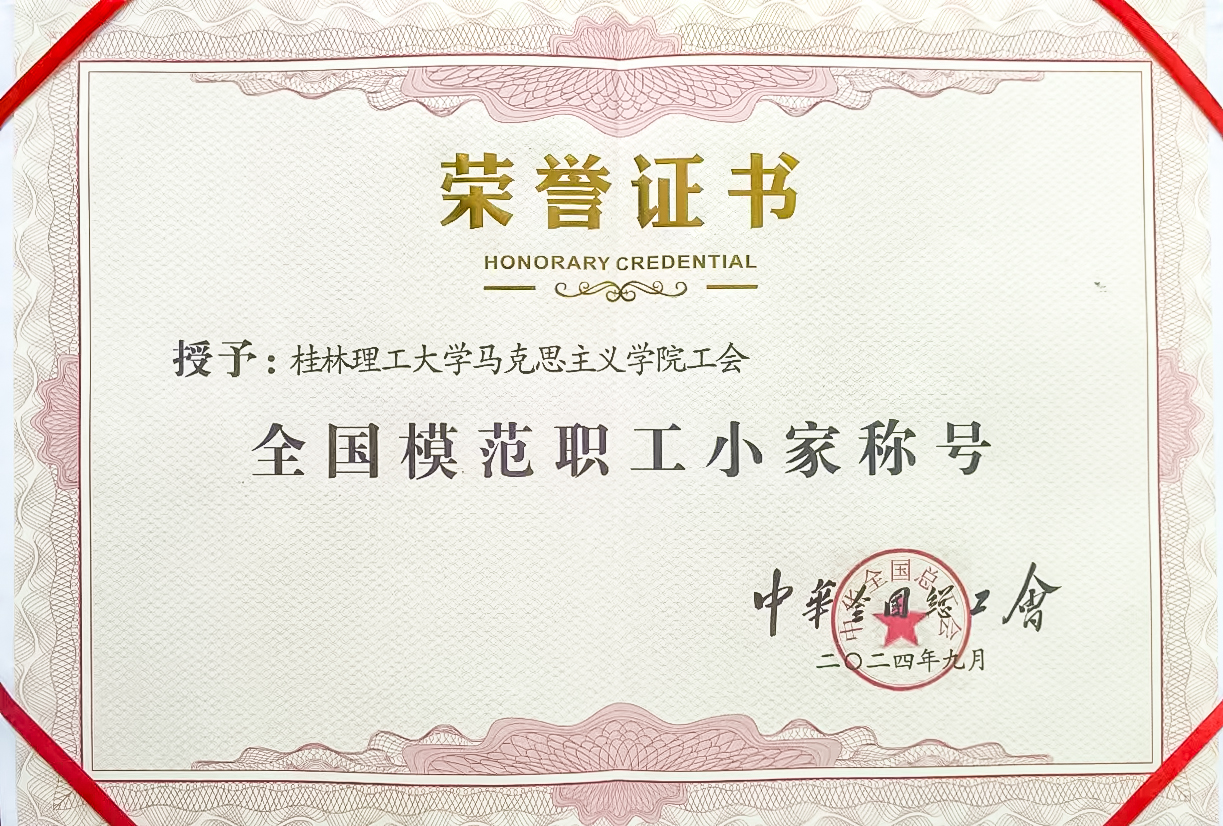 荣誉证书
HONORARY CREDENTIAL
授予：桂林理工大学马克思主义学院工会
全国模范职工小家称号
中华全国总工会
中华全国总工会
二〇二四年九月